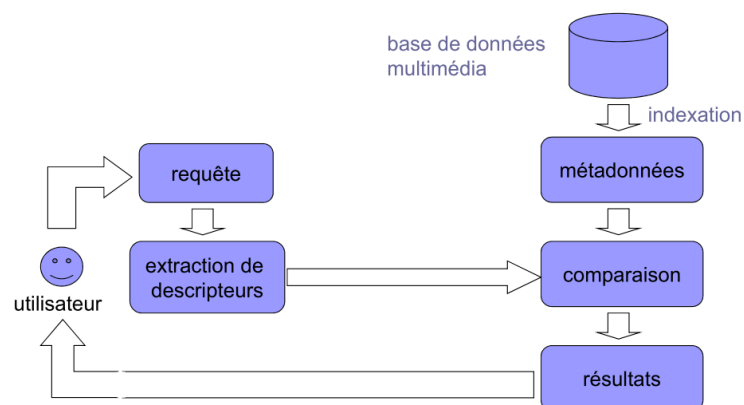 base de données
multimédia
indexation
requête
métadonnées
extraction de
descripteurs
comparaison
utilisateur
résultats